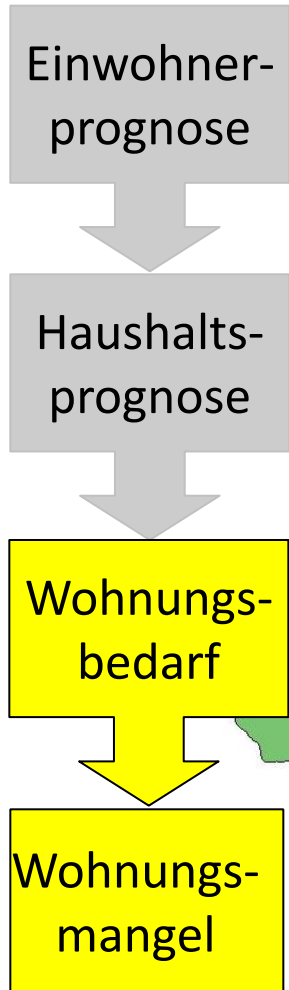 Einwohner-
prognose
Haushalts-
prognose
Wohnungs-
bedarf
Wohnungs-
mangel